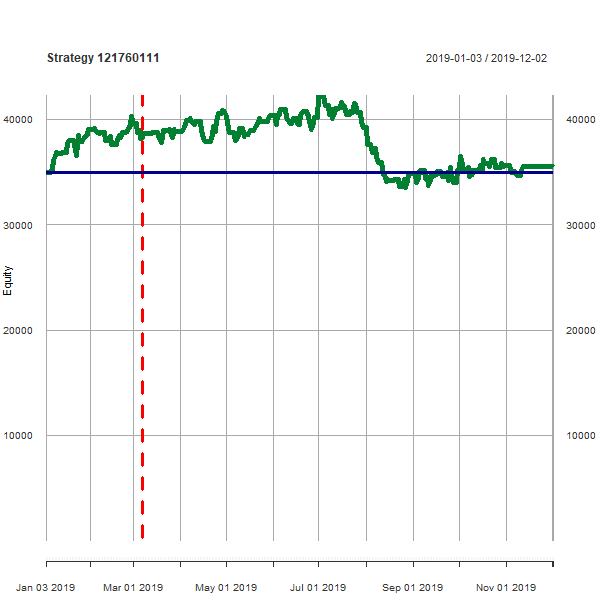 Strategy 121760111
2019-01-03 / 2019-12-02
40000
40000
30000
30000
Equity
20000
20000
10000
10000
Jan 03 2019
Mar 01 2019
May 01 2019
Jul 01 2019
Sep 01 2019
Nov 01 2019